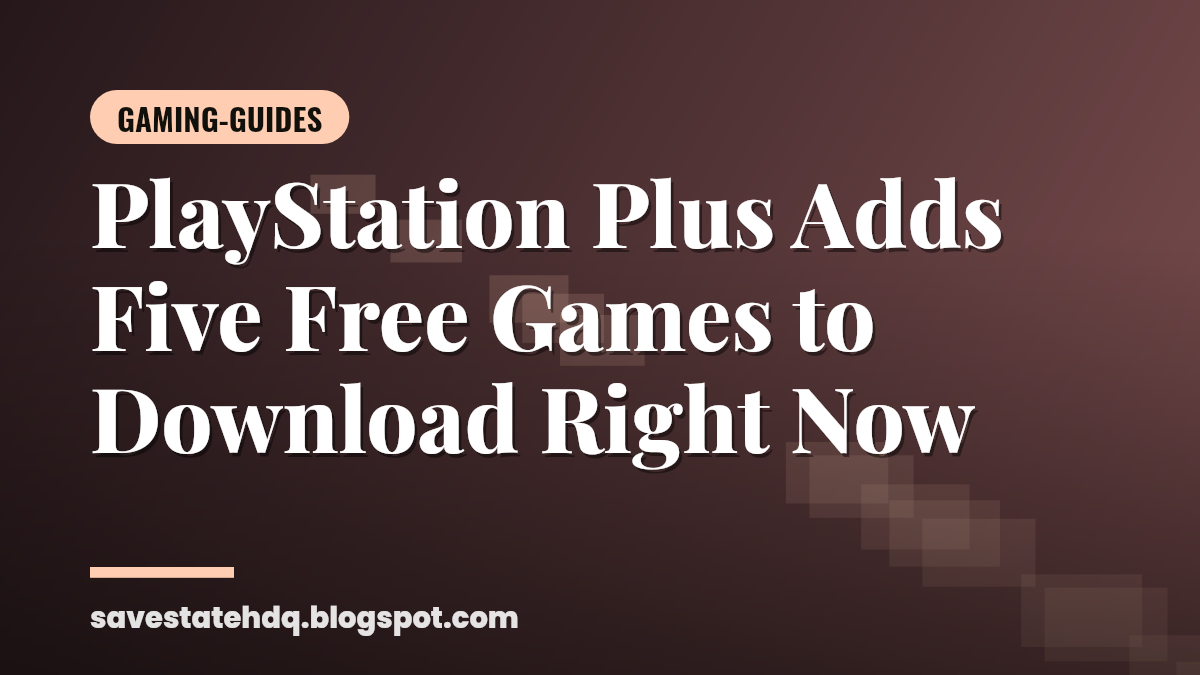 GAMING-GUIDES
PlayStation Plus Adds
Five Free Games to
Download Right Now
savestatehdq.blogspot.com